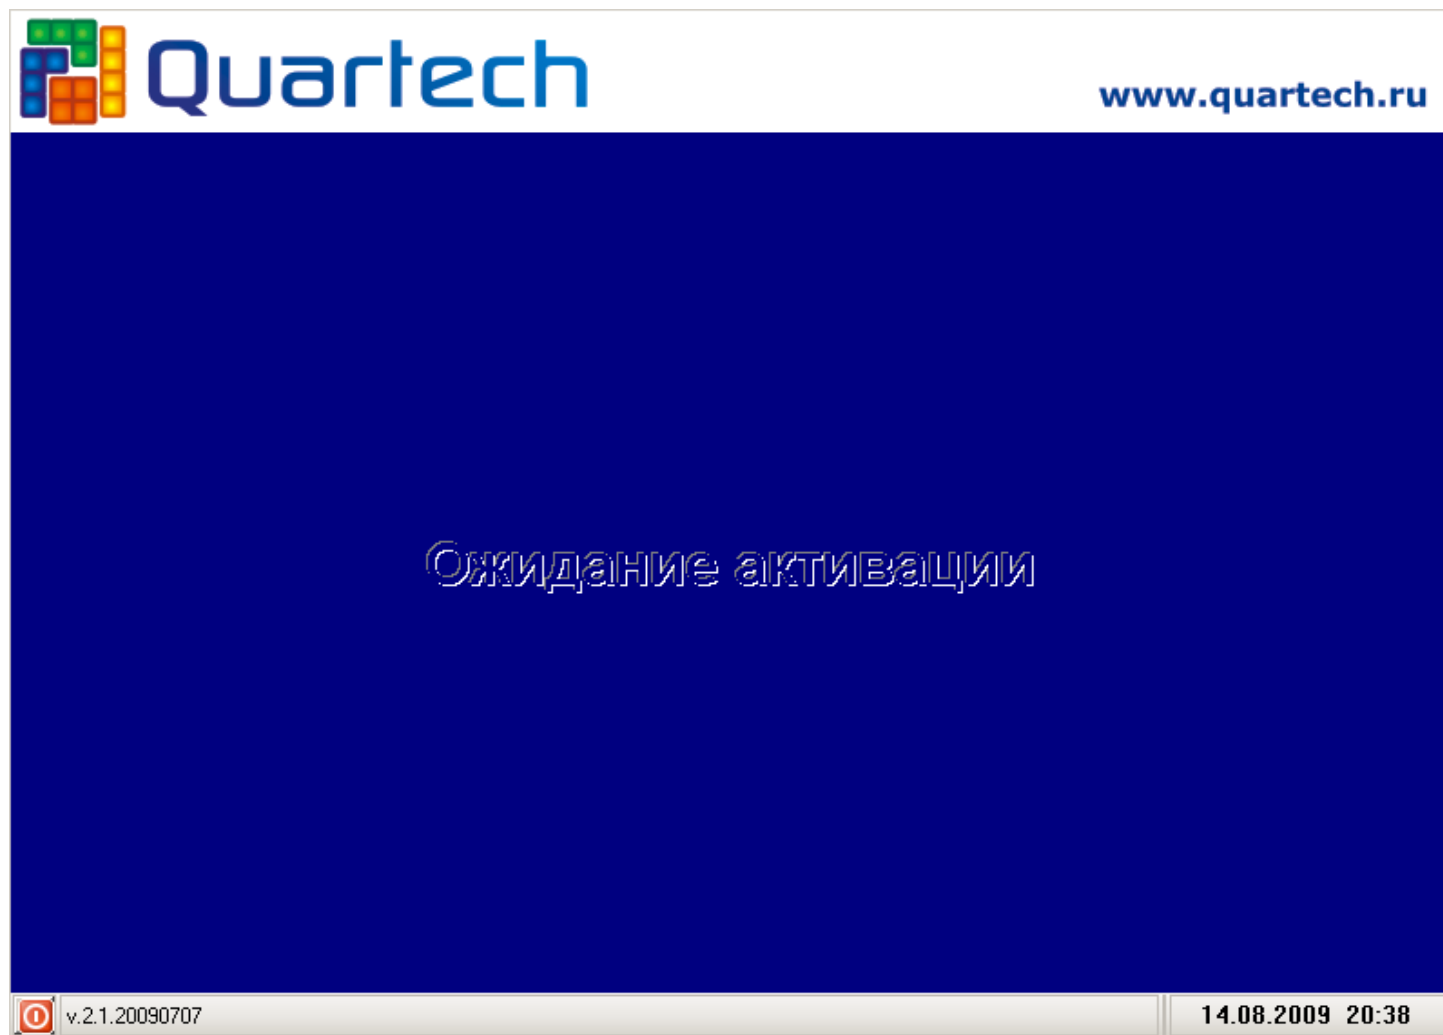 Quartech
www.quartech.ru
Ожидание активации
v.2.1.20090707
14.08.2009 20:38